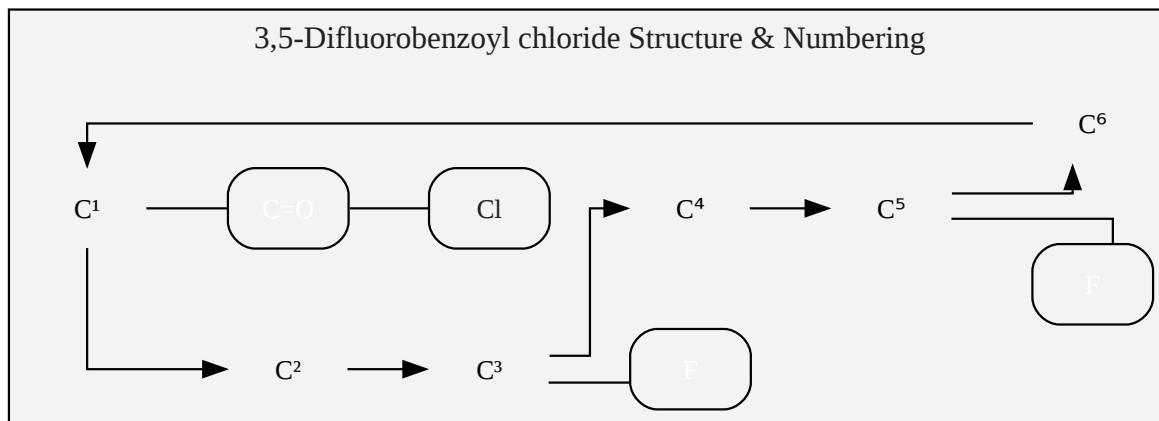 3,5-Difluorobenzoyl chloride Structure & Numbering
C⁶
C¹ C=O Cl C⁴ C⁵
F
C² C³ F